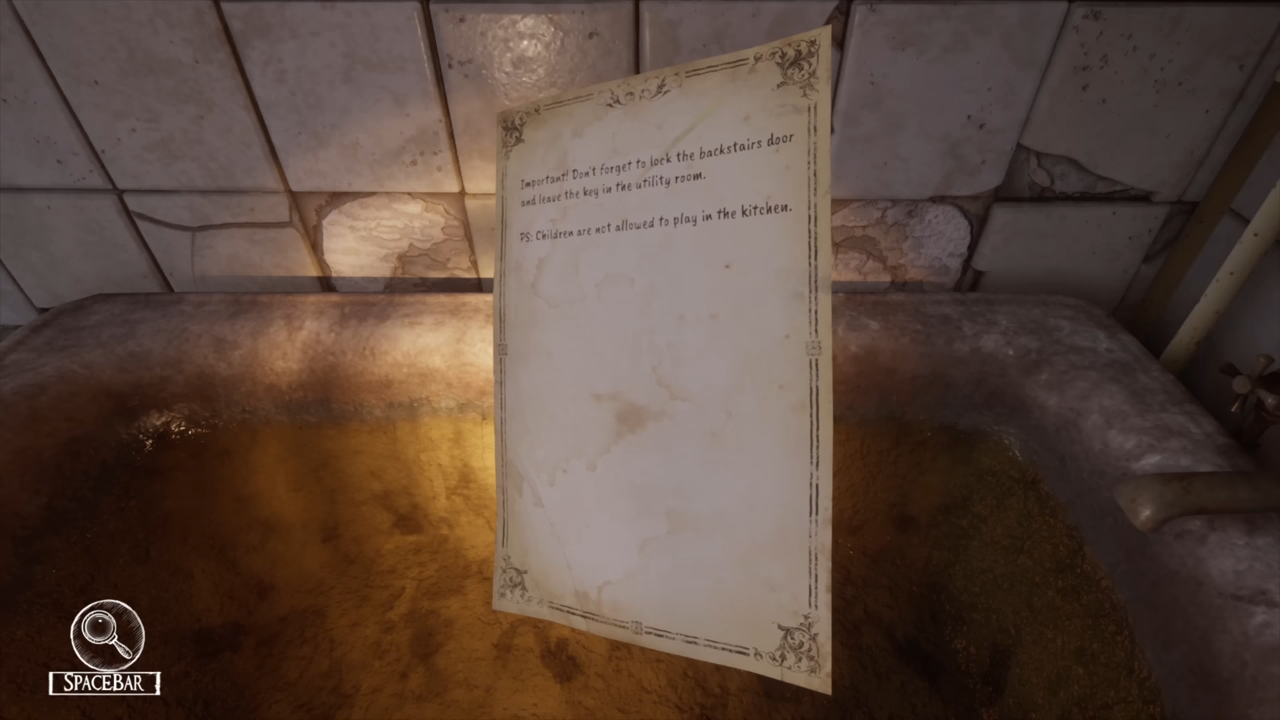 Important! Don't forget to lock the backstairs door
and leave the key in the utility room.
PS: Children are not allowed to play in the kitchen.
SPACEBAR